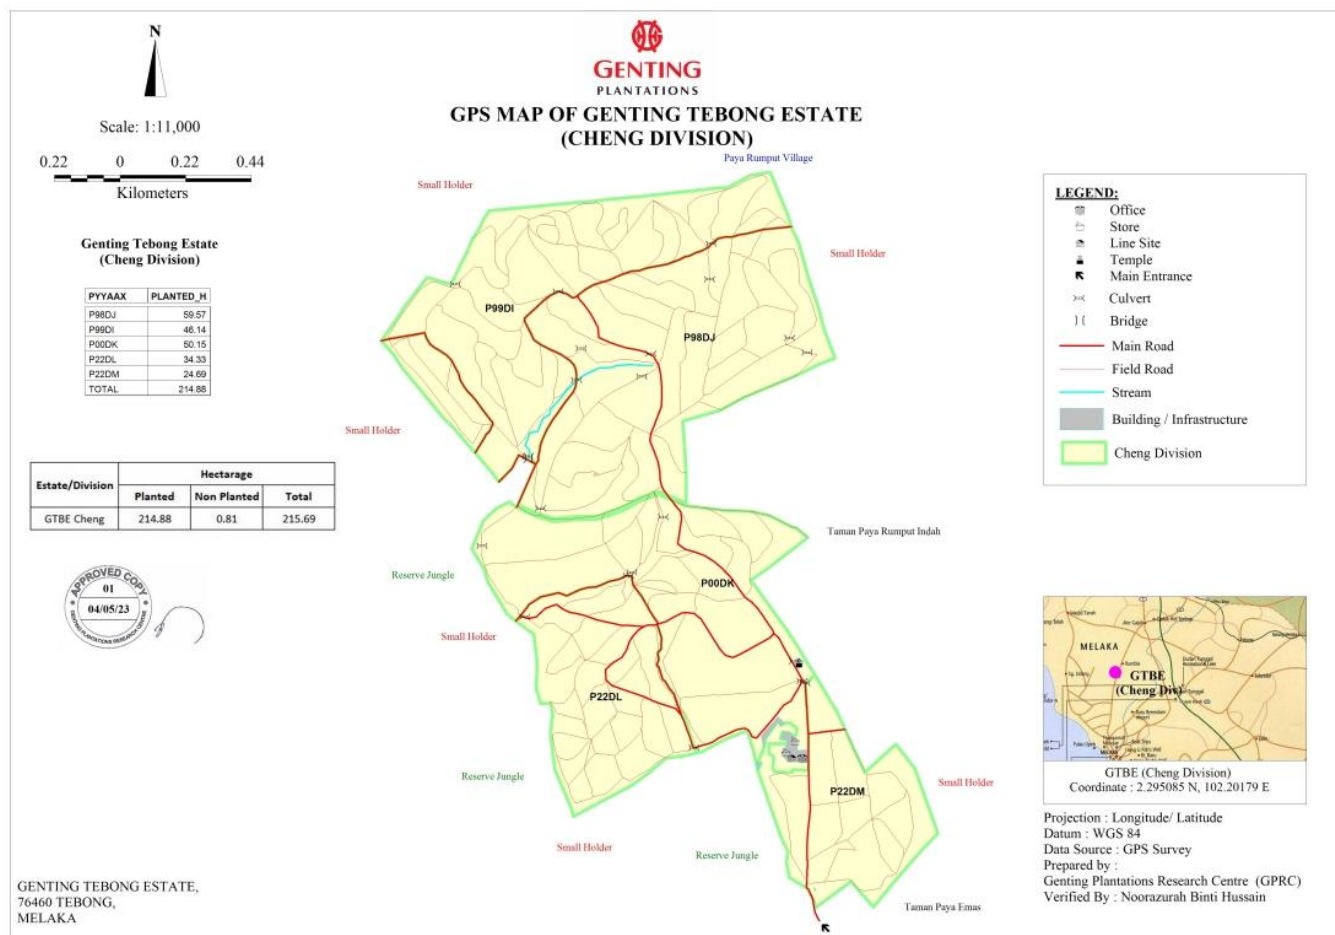 N
Scale: 1:11,000
0.22 0 0.22 0.44
Kilometers
GENTING
PLANTATIONS
GPS MAP OF GENTING TEBONG ESTATE
(CHENG DIVISION)
Genting Tebong Estate
(Cheng Division)
PYYAAX PLANTED_H
P98DJ 59.57
P99DI 46.14
P00DK 50.15
P22DL 34.33
P22DM 24.69
TOTAL 214.88
Estate/Division Hectarage
Planted Non Planted Total
GTBE Cheng 214.88 0.81 215.69
APPROVED COPY
01
04/05/23
GENTING PLANTATIONS RESEARCH CENTRE
GENTING TEBONG ESTATE,
76460 TEBONG,
MELAKA
Paya Rumput Village
Small Holder
Small Holder
P99DI
P98DJ
Small Holder
Taman Paya Rumput Indah
Reserve Jungle
P00DK
Small Holder
P22DL
Reserve Jungle
Small Holder
P22DM
Small Holder
Reserve Jungle
Taman Paya Emas
LEGEND:
Office
Store
Line Site
Temple
Main Entrance
Culvert
Bridge
Main Road
Field Road
Stream
Building / Infrastructure
Cheng Division
MELAKA
GTBE
(Cheng Div)
GTBE (Cheng Division)
Coordinate : 2.295085 N, 102.20179 E
Projection : Longitude/ Latitude
Datum : WGS 84
Data Source : GPS Survey
Prepared by :
Genting Plantations Research Centre (GPRC)
Verified By : Noorazurah Binti Hussain